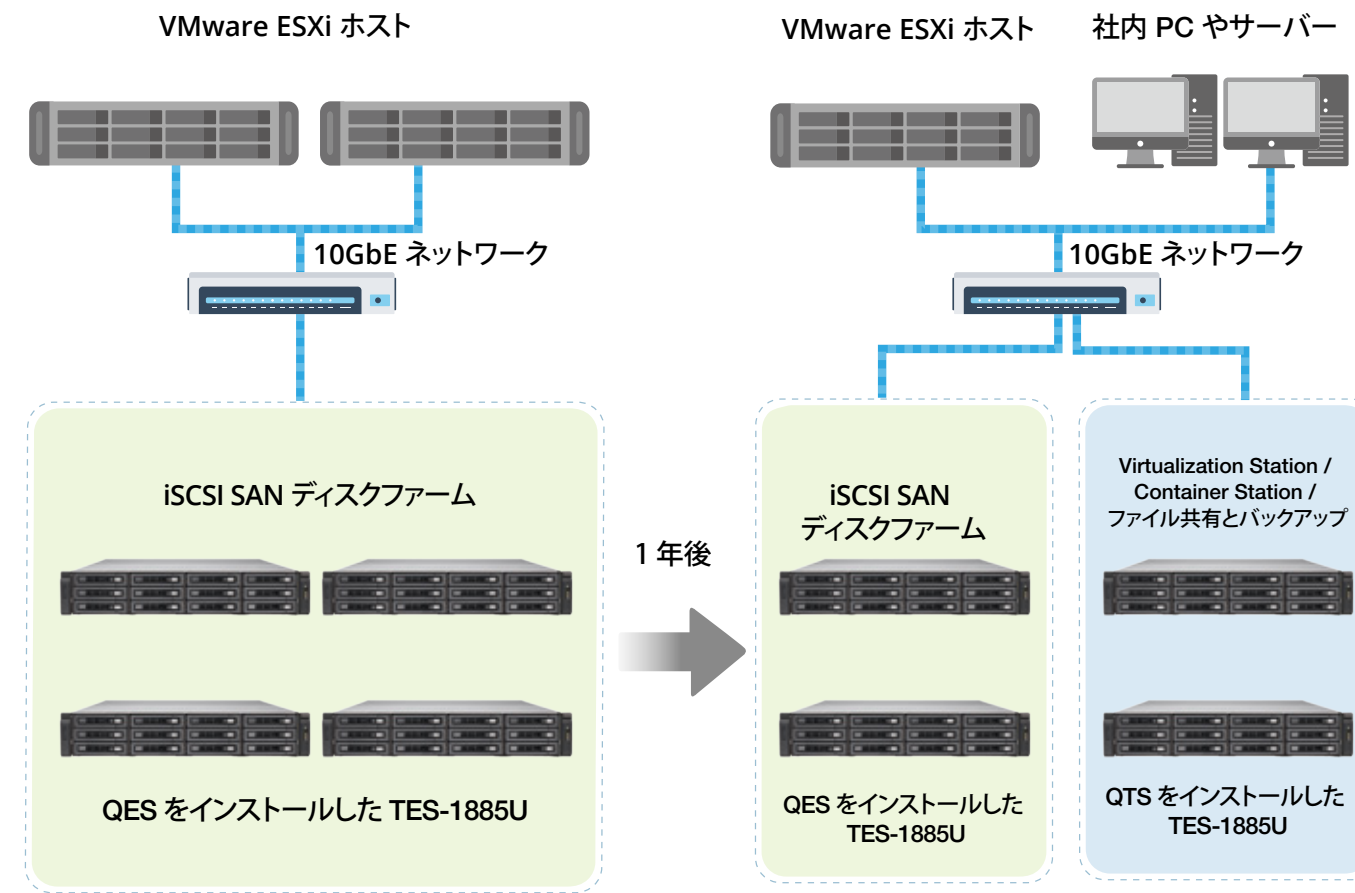 VMware ESXi ホスト
10GbE ネットワーク
iSCSI SAN ディスクファーム
QES をインストールした TES-1885U
1 年後
VMware ESXi ホスト
社内 PC やサーバー
10GbE ネットワーク
iSCSI SAN
ディスクファーム
QES をインストールした
TES-1885U
Virtualization Station /
Container Station /
ファイル共有とバックアップ
QTS をインストールした
TES-1885U